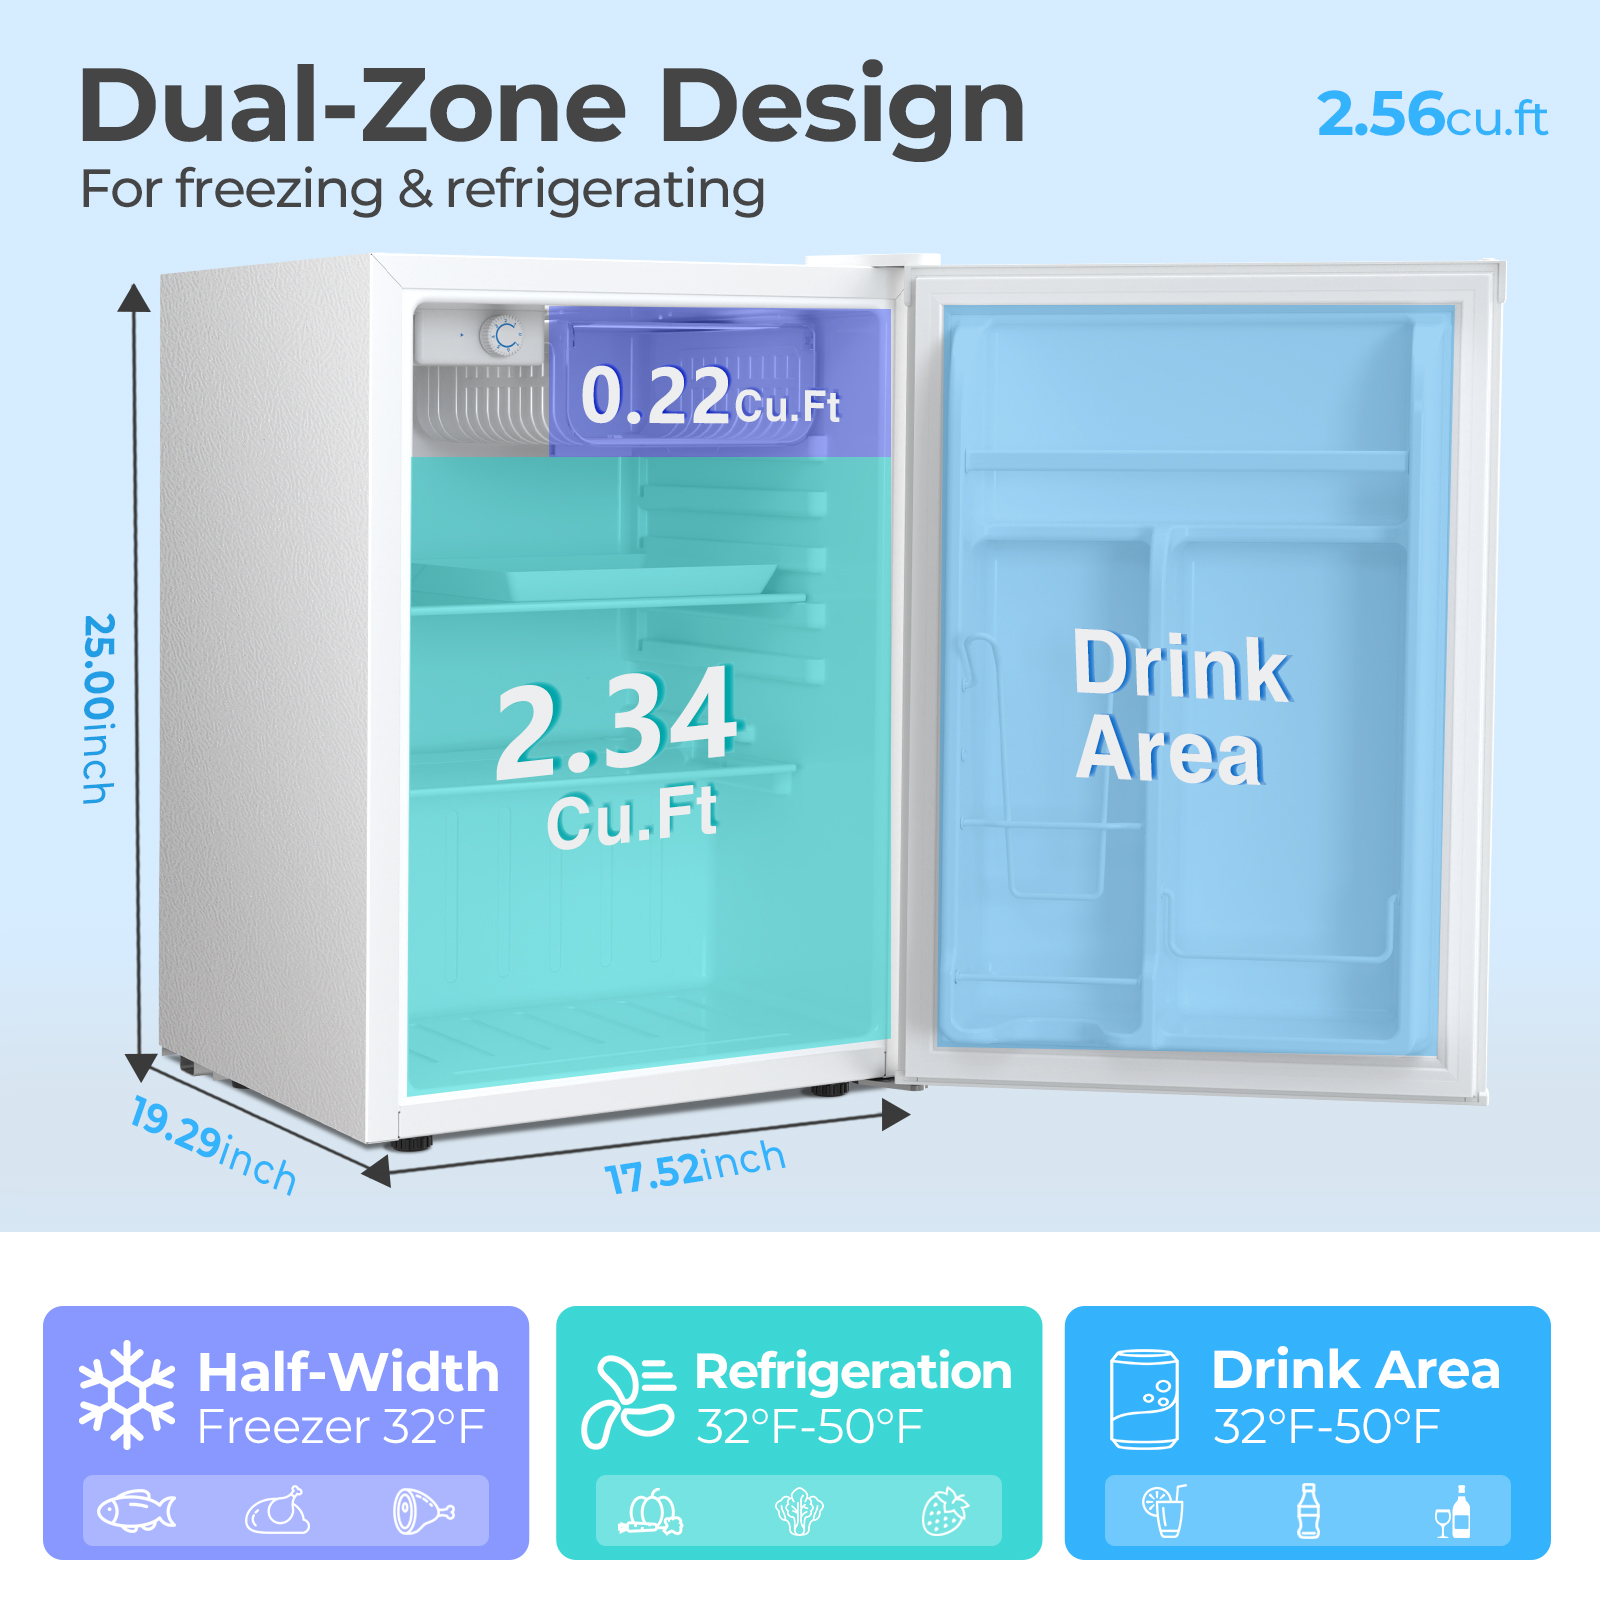 Dual-Zone Design
2.56cu.ft
For freezing & refrigerating
0.22Cu.Ft
2.34
Cu.Ft
Drink
Area
25.00inch
19.29inch
17.52inch
Half-Width
Freezer 32°F
Refrigeration
32°F-50°F
Drink Area
32°F-50°F